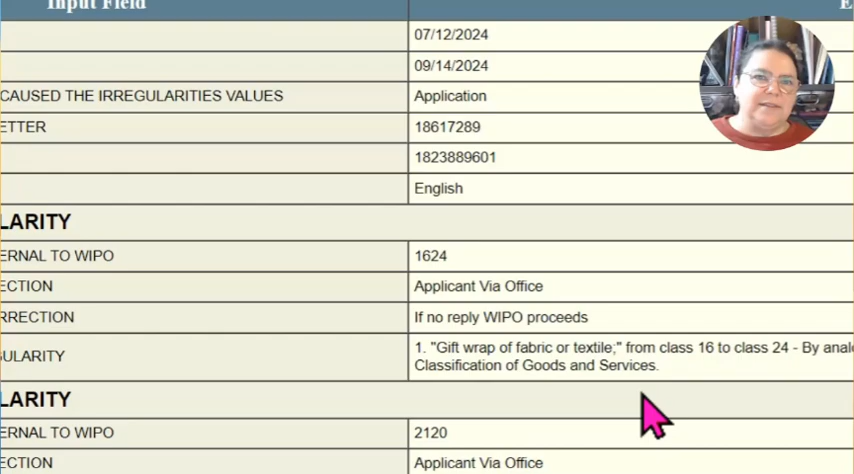 Input Field E
07/12/2024
09/14/2024
CAUSED THE IRREGULARITIES VALUES Application
ETTER 18617289
1823889601
English
LARITY
ERNAL TO WIPO 1624
ECTION Applicant Via Office
RRECTION If no reply WIPO proceeds
GULARITY 1. "Gift wrap of fabric or textile;" from class 16 to class 24 - By anal
Classification of Goods and Services.
LARITY
ERNAL TO WIPO 2120
ECTION Applicant Via Office